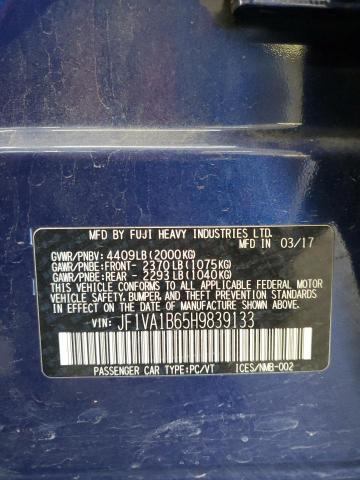 MFD BY FUJI HEAVY INDUSTRIES LTD.
MFD IN 03/17
GVWR/PNBV: 4409LB (2000KG)
GAWR/PNBE:FRONT- 2370LB (1075KG)
GAWR/PNBE:REAR - 2293LB (1040KG)
THIS VEHICLE CONFORMS TO ALL APPLICABLE FEDERAL MOTOR
VEHICLE SAFETY, BUMPER, AND THEFT PREVENTION STANDARDS
IN EFFECT ON THE DATE OF MANUFACTURE SHOWN ABOVE.
VIN: JF1VA1B65H9839133
PASSENGER CAR TYPE:PC/VT ICES/NMB-002